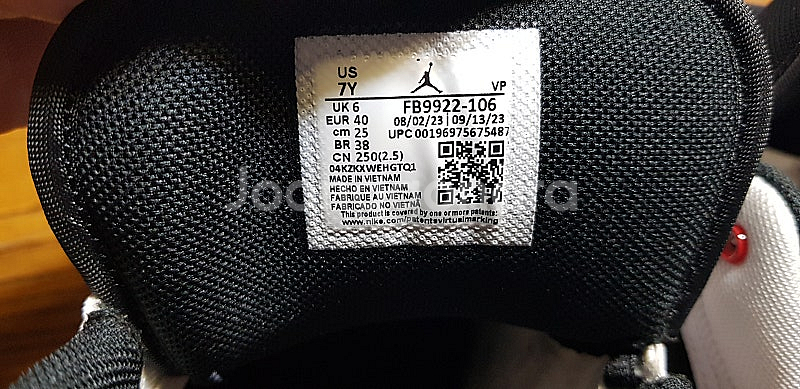 US
7Y
VP
UK 6
FB9922-106
EUR 40
08/02/23 | 09/13/23
cm 25
UPC 00196975675487
BR 38
CN 250(2.5)
04KZKXWEHGTQ1
MADE IN VIETNAM
HECHO EN VIETNAM
FABRIQUE AU VIETNAM
FABRICADO NO VIETNÃ
This product is covered by one or more patents:
www.nike.com/patentsvirtualmarking